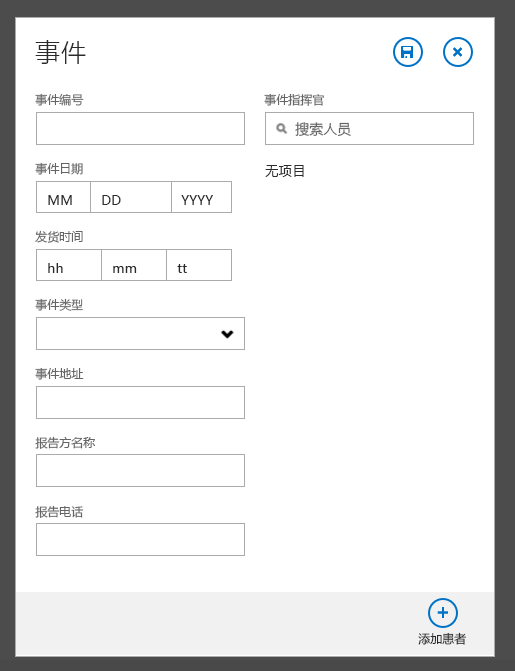 事件
事件编号
事件指挥官
搜索人员
事件日期
无项目
MM DD YYYY
发货时间
hh mm tt
事件类型
事件地址
报告方名称
报告电话
添加患者